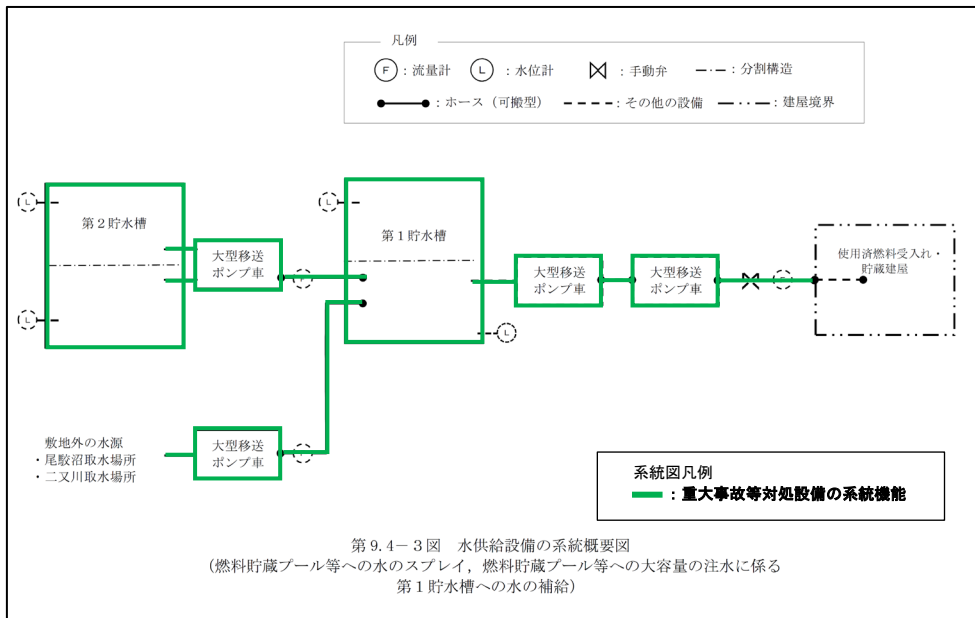 凡例
F：流量計
L：水位計
：手動弁
：分割構造
：ホース（可搬型）
：その他の設備
：建屋境界
L
第２貯水槽
L
大型移送
ポンプ車
F
L
第１貯水槽
L
大型移送
ポンプ車
大型移送
ポンプ車
F
使用済燃料受入れ・
貯蔵建屋
敷地外の水源
・尾駮沼取水場所
・二又川取水場所
大型移送
ポンプ車
F
系統図凡例
：重大事故等対処設備の系統機能
第9.4－３図　水供給設備の系統概要図
(燃料貯蔵プール等への水のスプレイ，燃料貯蔵プール等への大容量の注水に係る
第１貯水槽への水の補給)